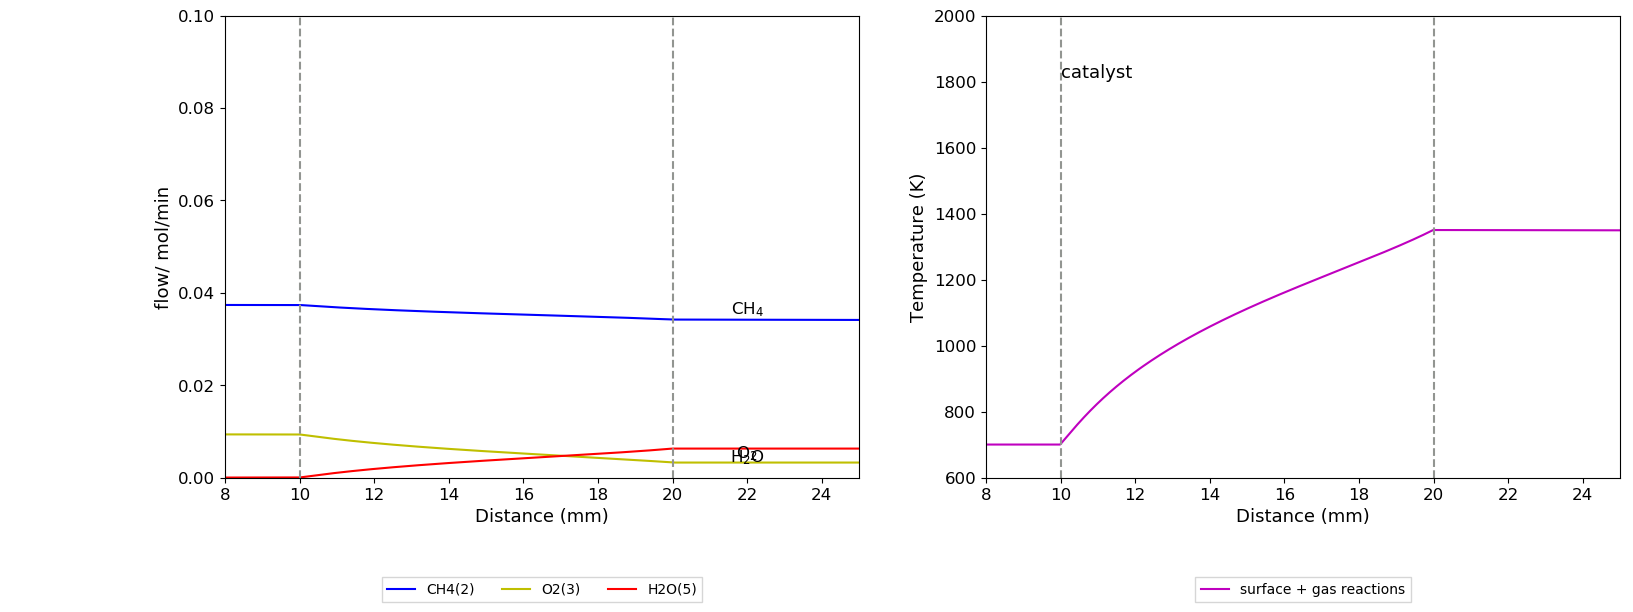 0.10
0.08
0.06
0.04
0.02
0.00
flow/ mol/min
CH₄
O₂
H₂O
8 10 12 14 16 18 20 22 24
Distance (mm)
CH4(2) O2(3) H2O(5)
2000
1800
1600
1400
1200
1000
800
600
Temperature (K)
catalyst
8 10 12 14 16 18 20 22 24
Distance (mm)
surface + gas reactions